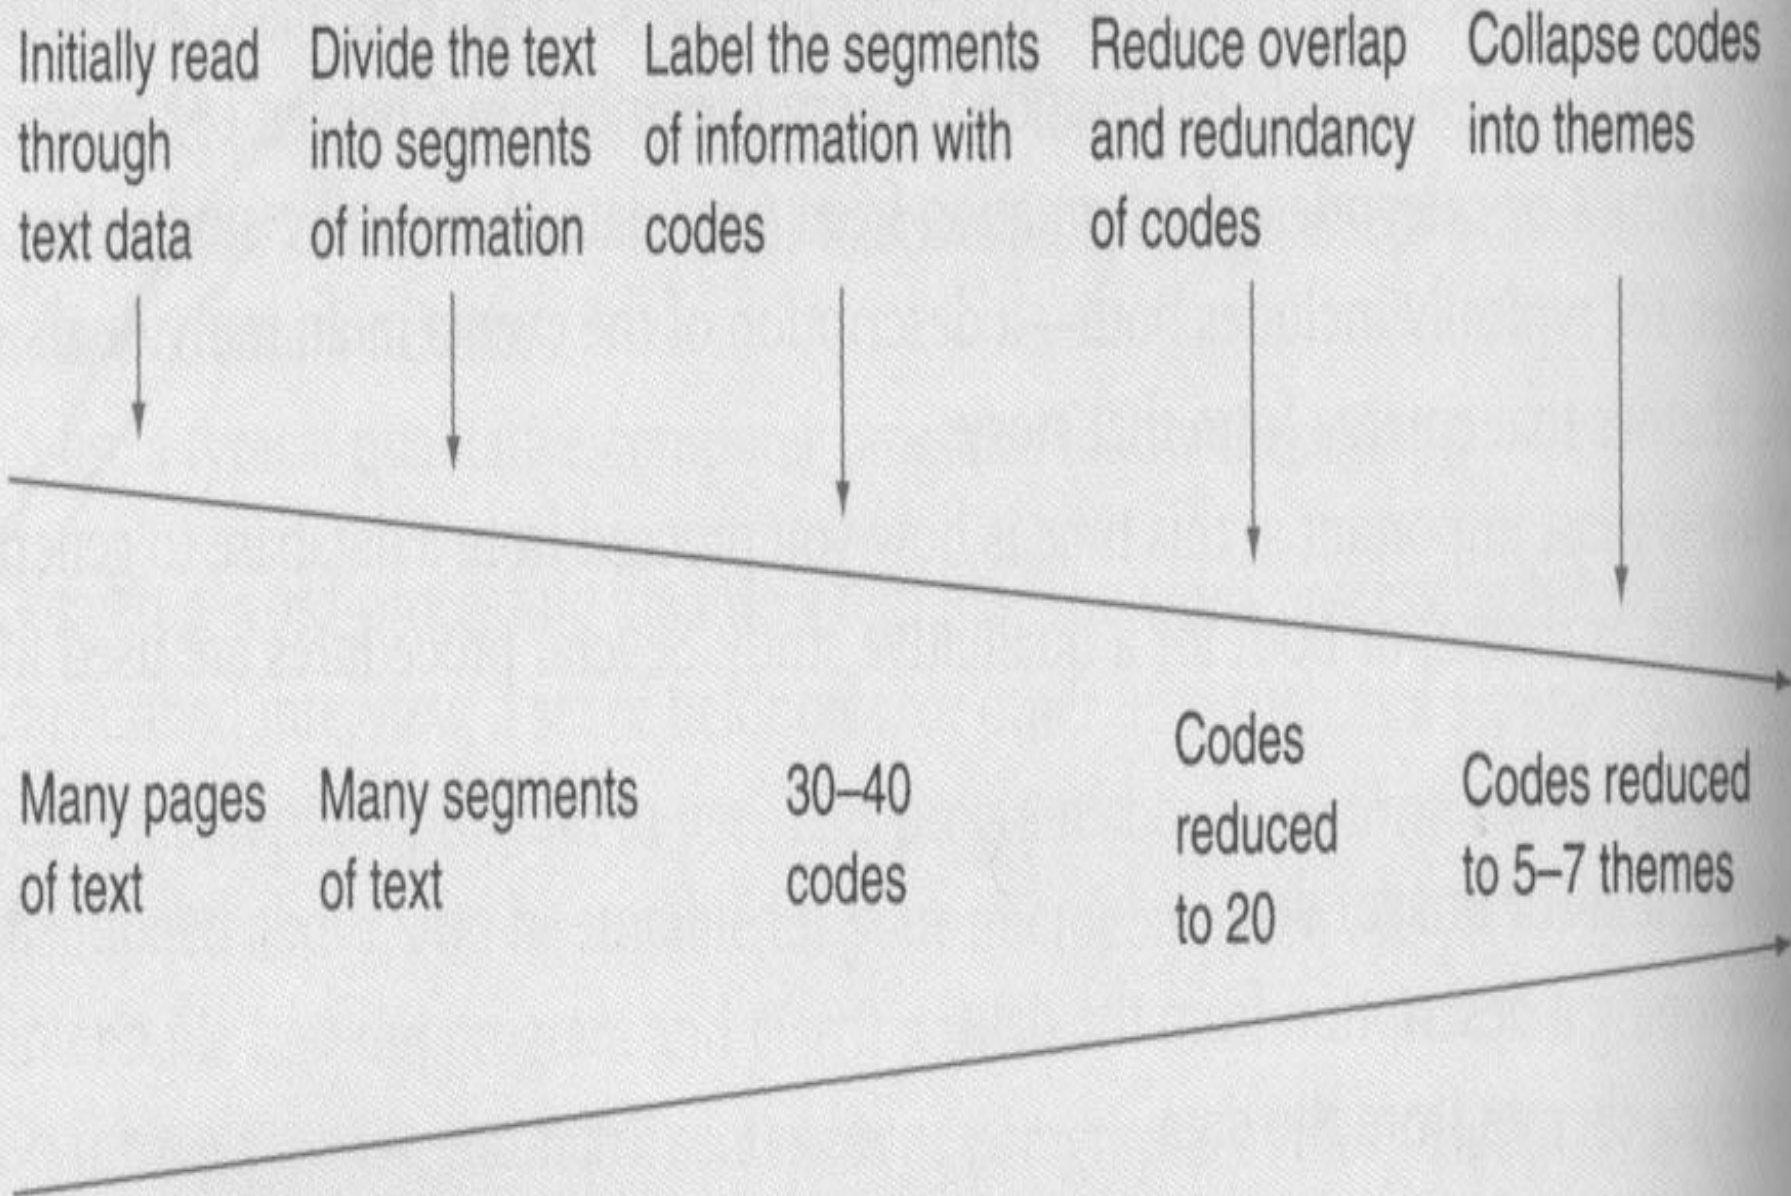 Initially read
through
text data
Divide the text
into segments
of information
Label the segments
of information with
codes
Reduce overlap
and redundancy
of codes
Collapse codes
into themes
Many pages
of text
Many segments
of text
30–40
codes
Codes
reduced
to 20
Codes reduced
to 5–7 themes